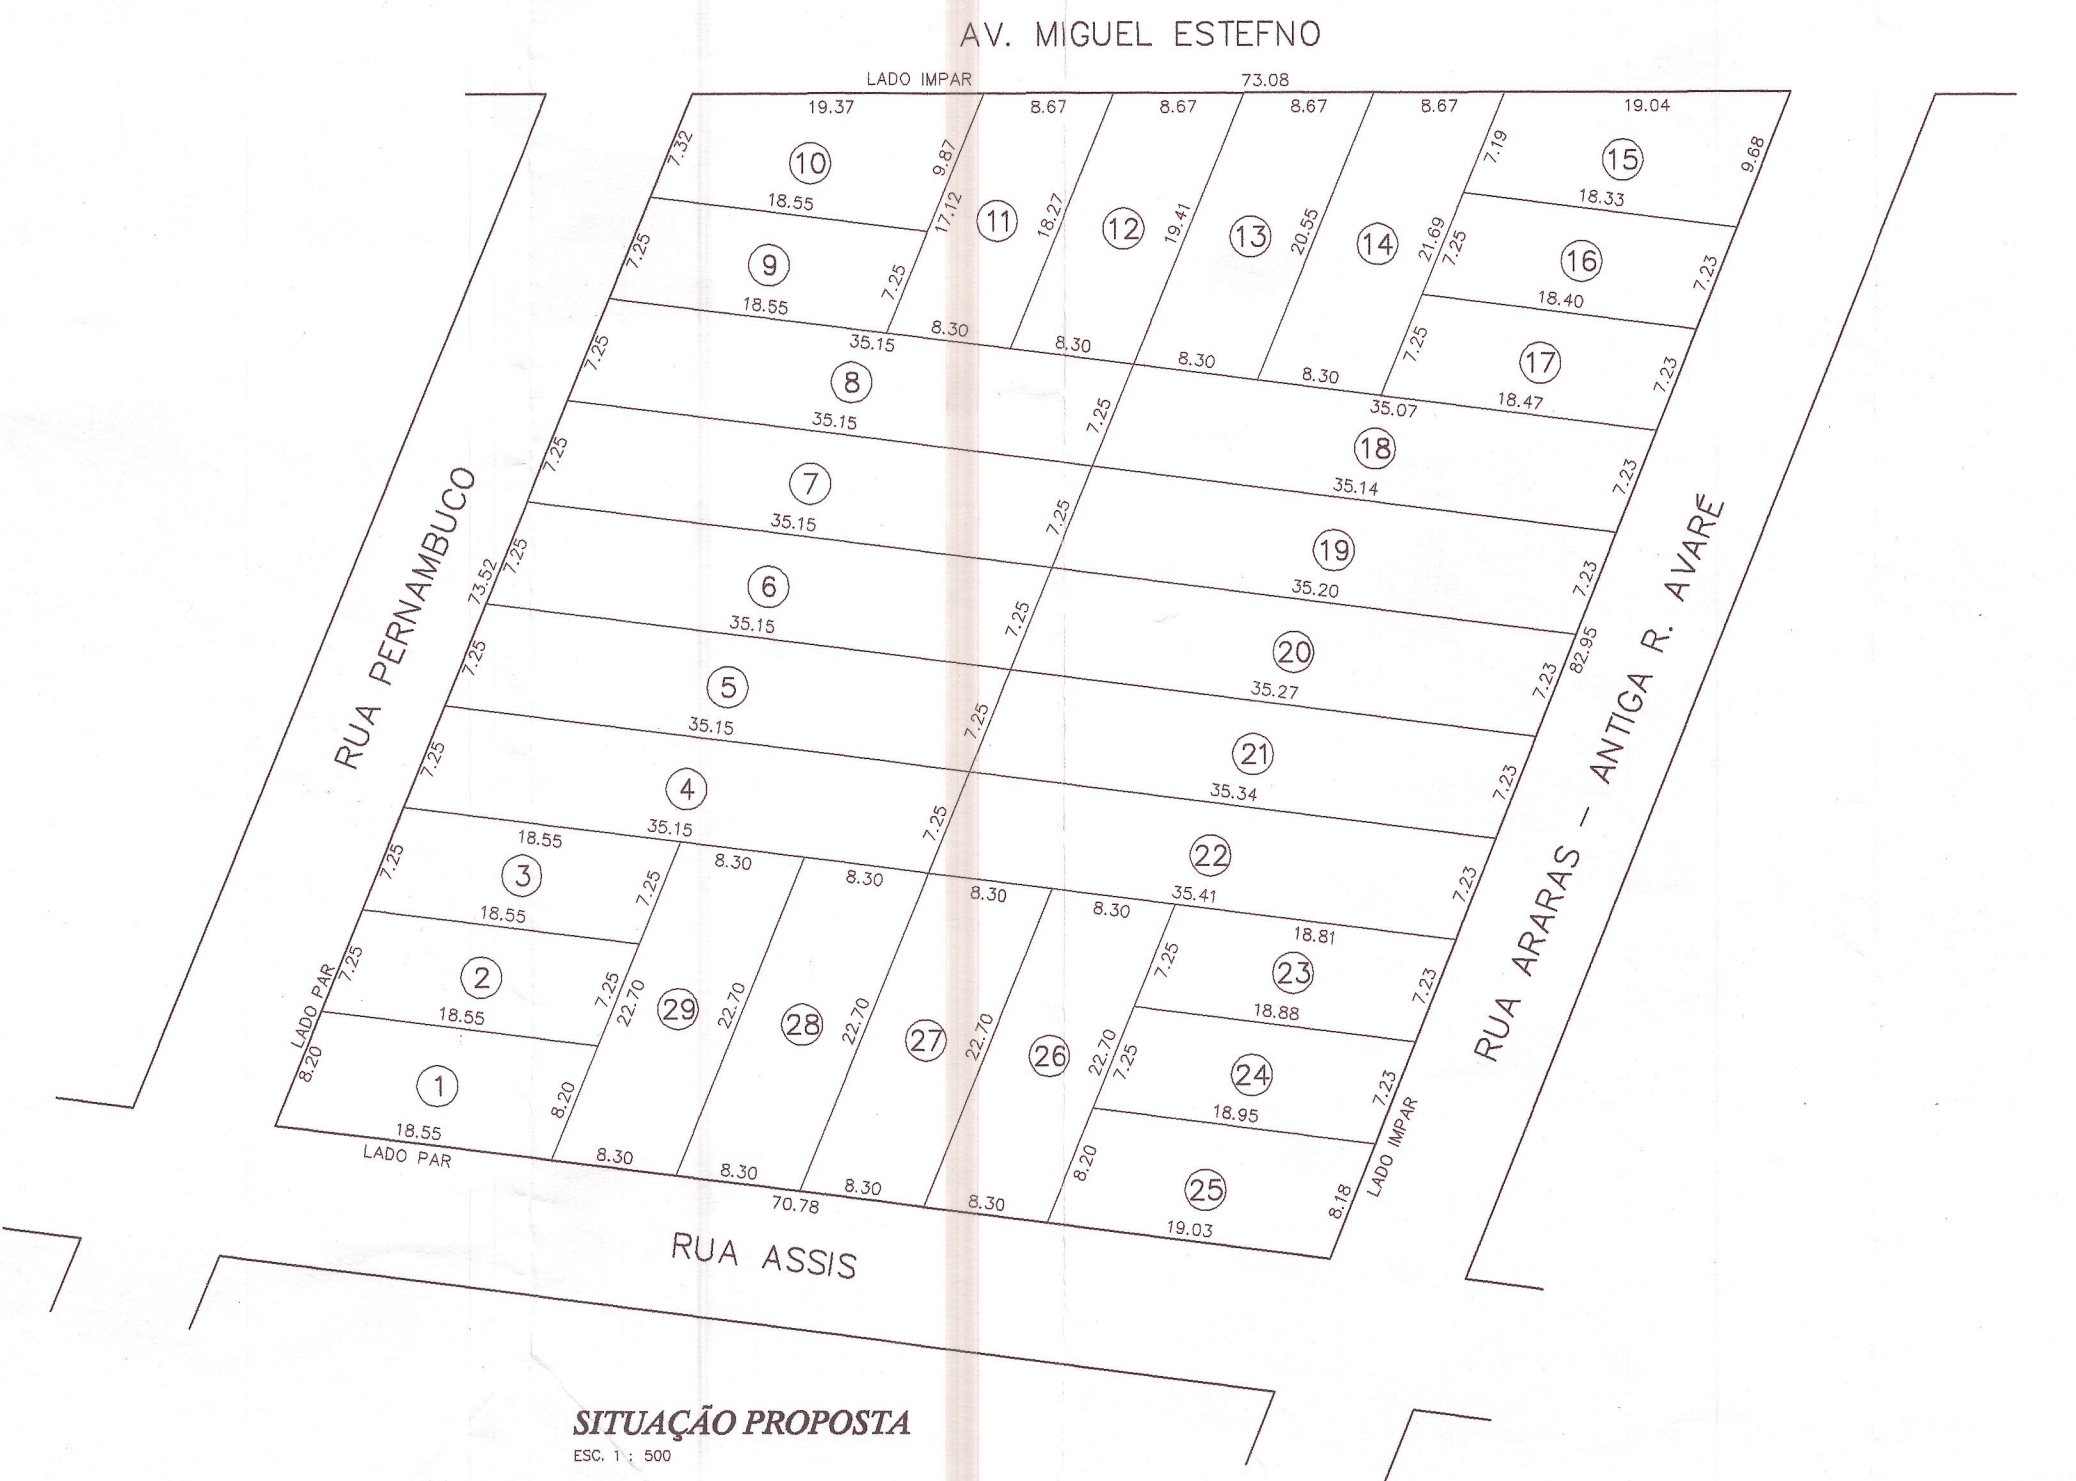 AV. MIGUEL ESTEFNO
LADO IMPAR 73.08
19.37 8.67 8.67 8.67 8.67 19.04
7.32 10 9.87 7.19 15 9.68
18.55 17.12 11 18.27 12 19.41 13 20.55 14 21.69 18.33
7.25 9 7.25 7.25 16 7.23
18.55 8.30 8.30 8.30 8.30 18.40
35.15 7.25 17 7.23
7.25 8 18.47
35.15 7.25 35.07
18 7.23
7.25 7 35.14
35.15 7.25 19 7.23
73.52 7.25 6 35.20
35.15 7.25 20 7.23 82.95
7.25 5 35.27
35.15 7.25 21 7.23
7.25 4 35.34
35.15 7.25 22 7.23
18.55 8.30 8.30 8.30 8.30 35.41
7.25 3 7.25 7.25 18.81
18.55 23 7.23
7.25 2 7.25 18.88
18.55 22.70 29 22.70 28 22.70 27 22.70 26 22.70 7.25 24 7.23
8.20 1 8.20 18.95
18.55 8.20 25 8.18
8.30 8.30 8.30 8.30 19.03
70.78
LADO PAR
LADO PAR
LADO IMPAR
RUA PERNAMBUCO
RUA ARARAS - ANTIGA R. AVARÉ
RUA ASSIS
SITUAÇÃO PROPOSTA
ESC. 1 : 500